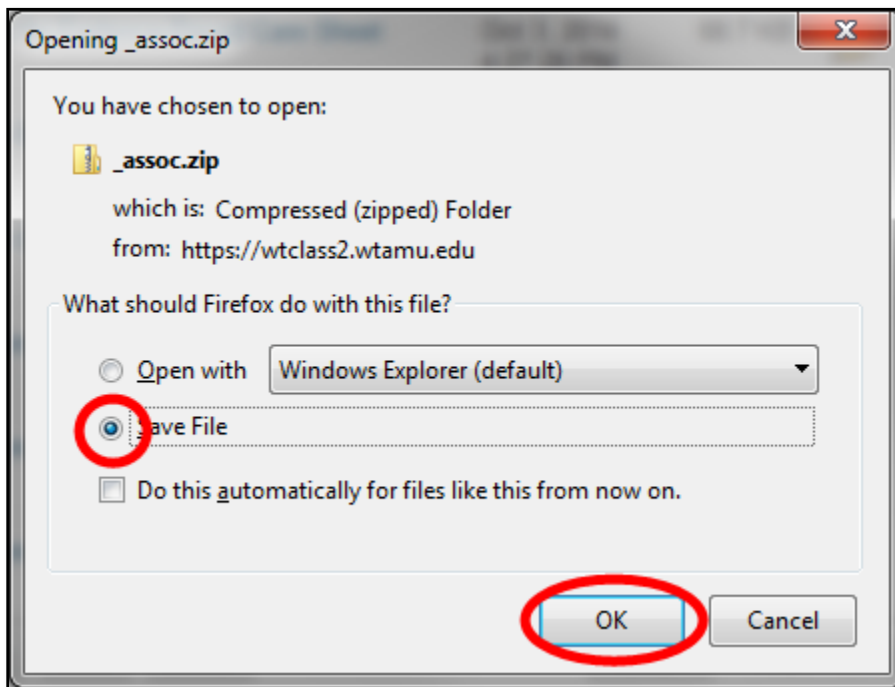 Opening _assoc.zip
You have chosen to open:
_assoc.zip
which is: Compressed (zipped) Folder
from: https://wtclass2.wtamu.edu
What should Firefox do with this file?
Open with Windows Explorer (default)
Save File
Do this automatically for files like this from now on.
OK Cancel